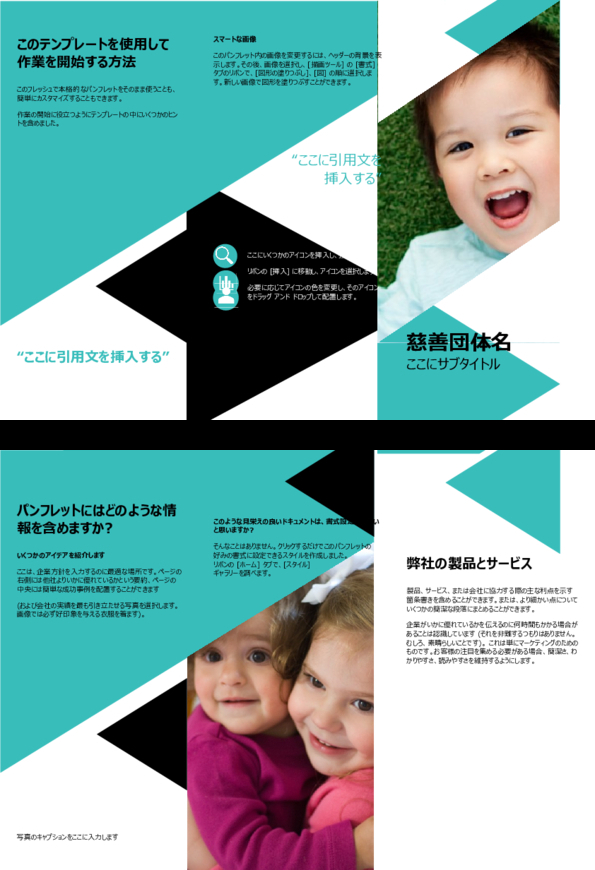 このテンプレートを使用して
作業を開始する方法
このフレッシュで本格的なパンフレットをそのまま使うことも、
簡単にカスタマイズすることもできます。
作業の開始に役立つようにテンプレートの中にいくつかのヒン
トを含めました。
“ここに引用文を挿入する”
スマートな画像
このパンフレット内の画像を変更するには、ヘッダーの背景を表
示します。その後、画像を選択し、[描画ツール] の [書式]
タブのリボンで、[図形の塗りつぶし]、[図] の順に選択しま
す。新しい画像で図形を塗りつぶすことができます。
“ここに引用文を
挿入する”
ここにいくつかのアイコンを挿入し、
リボンの [挿入] に移動し、アイコンを選択しま
必要に応じてアイコンの色を変更し、そのアイコン
をドラッグ アンド ドロップして配置します。
慈善団体名
ここにサブタイトル
パンフレットにはどのような情
報を含めますか?
いくつかのアイデアを紹介します
ここは、企業方針を入力するのに最適な場所です。ページの
右側には他社よりいかに優れているかという要約、ページの
中央には簡単な成功事例を配置することができます
(および)会社の実績を最も引き立たせる写真を選択します。
画像では必ず好印象を与える衣服を着ます)。
写真のキャプションをここに入力します
このような見栄えの良いドキュメントは、書式設定 い
と思いますか?
そんなことはありません。クリックするだけでこのパンフレットの
好みの書式に設定できるスタイルを作成しました。
リボンの [ホーム] タブで、[スタイル]
ギャラリーを調べます。
弊社の製品とサービス
製品、サービス、または会社に協力する際の主な利点を示す
箇条書きを含めることができます。または、より細かい点について
いくつかの簡潔な段落にまとめることができます。
企業がいかに優れているかを伝えるのに何時間もかかる場合が
あることは認識しています (それを非難するつもりはありません。
むしろ、素晴らしいことです)。これは単にマーケティングのための
ものです。お客様の注目を集める必要がある場合、簡潔さ、わ
かりやすさ、読みやすさを維持するようにします。